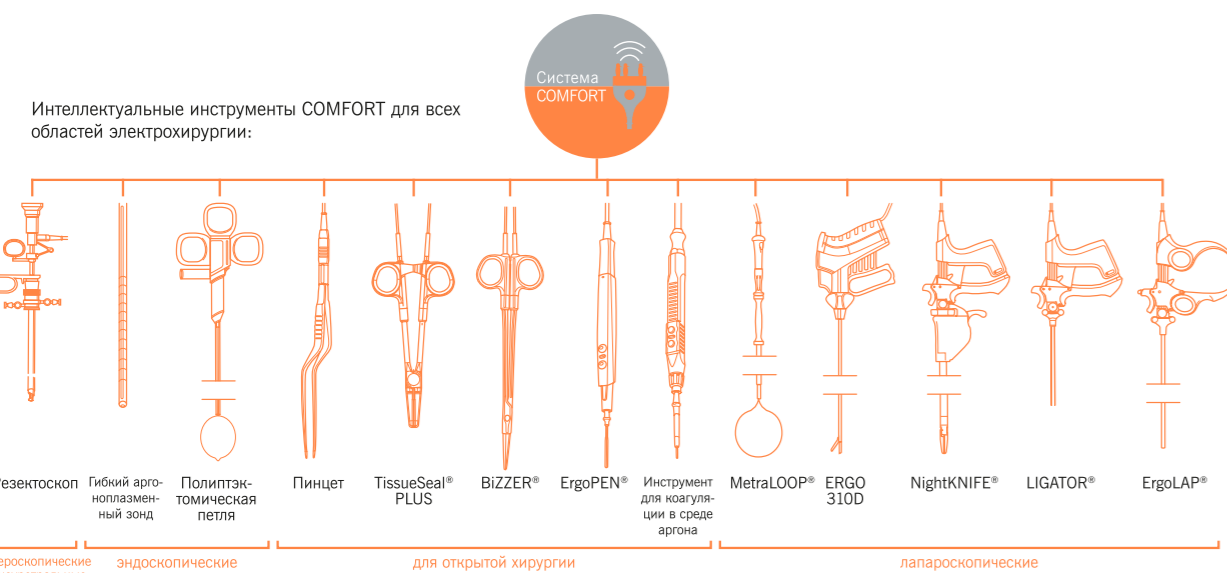 Система
COMFORT
Интеллектуальные инструменты COMFORT для всех
областей электрохирургии:
Резектоскоп
Гибкий арго-
ноплазмен-
ный зонд
Полиптэк-
томическая
петля
Пинцет
TissueSeal®
PLUS
BiZZER®
ErgoPEN®
Инструмент
для коагуля-
ции в среде
аргона
MetraLOOP®
ERGO
310D
NightKNIFE®
LIGATOR®
ErgoLAP®
эндоскопические
для открытой хирургии
лапароскопические